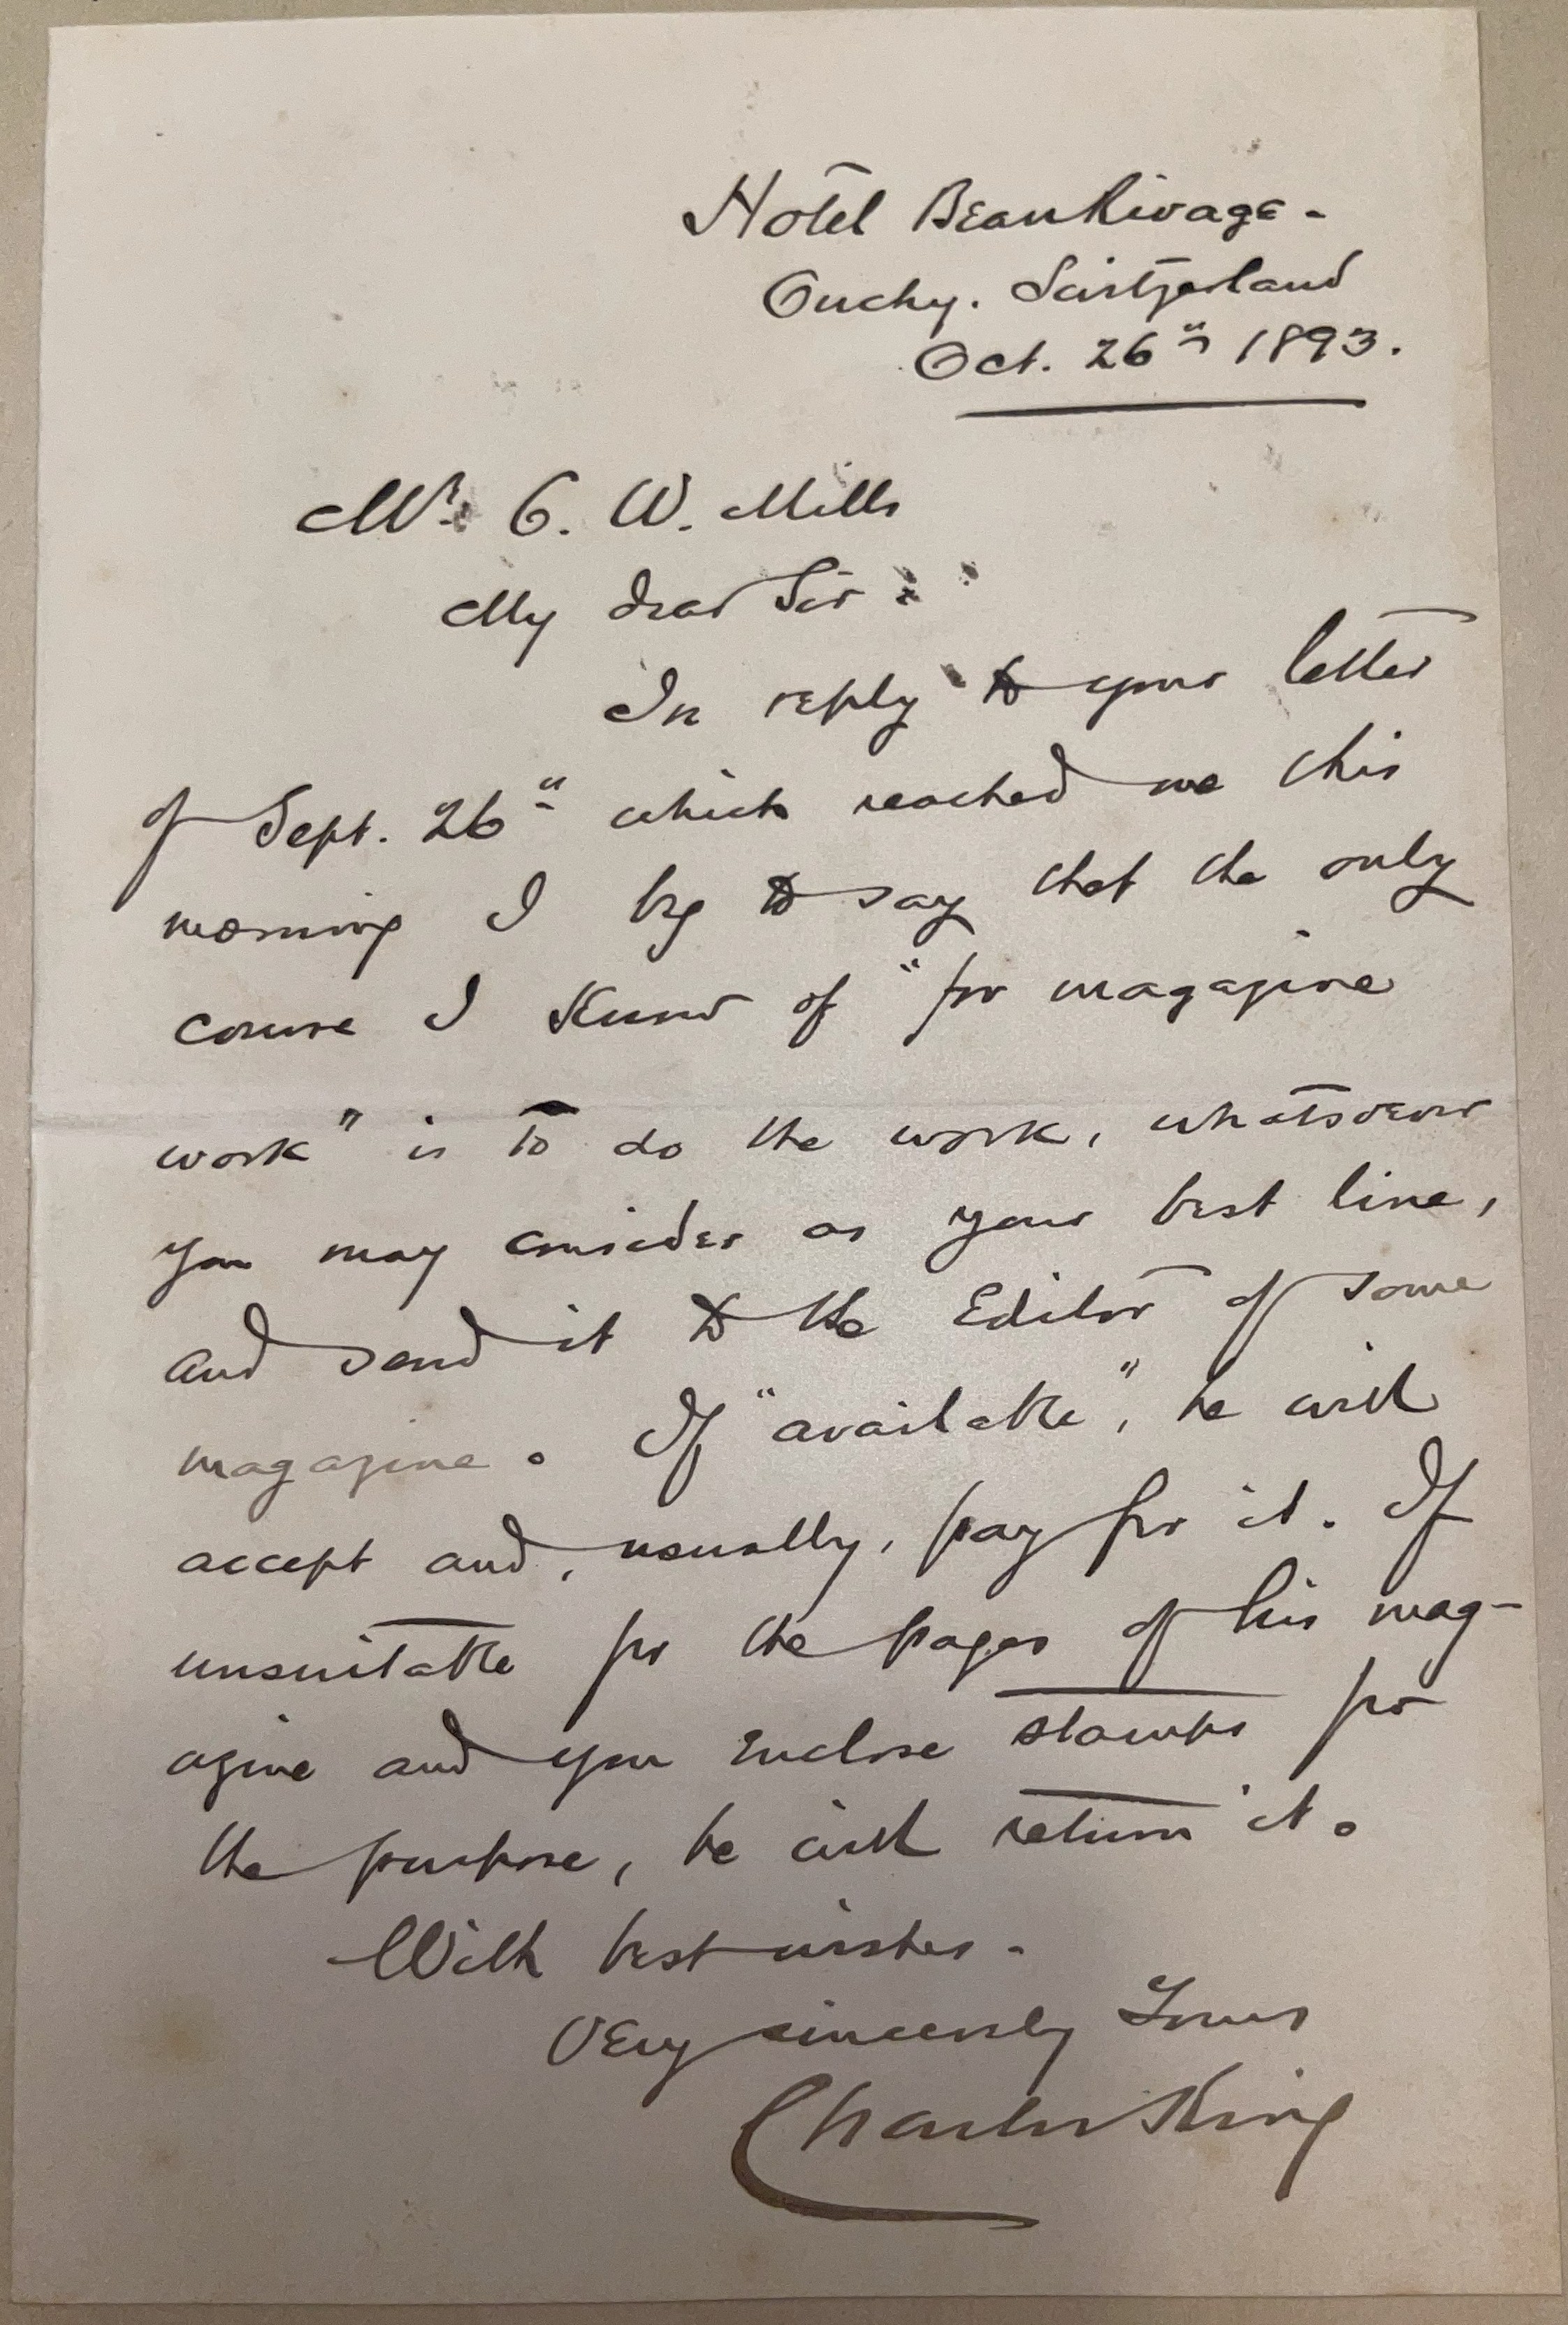 Hotel Beau Rivage -
Ouchy. Switzerland
Oct. 26th 1893.
Mr. C. W. Mills
My dear Sir:
In reply to your letter
of Sept. 26th which reached me this
morning I beg to say that the only
course I know of "for magazine
work" is to do the work, whatsoever
you may consider as your best line,
and send it to the Editor of some
magazine. If "available", he will
accept and, usually, pay for it. If
unsuitable for the pages of his mag-
azine and you enclose stamps for
the purpose, he will return it.
With best wishes -
Very sincerely Yours
Charles King